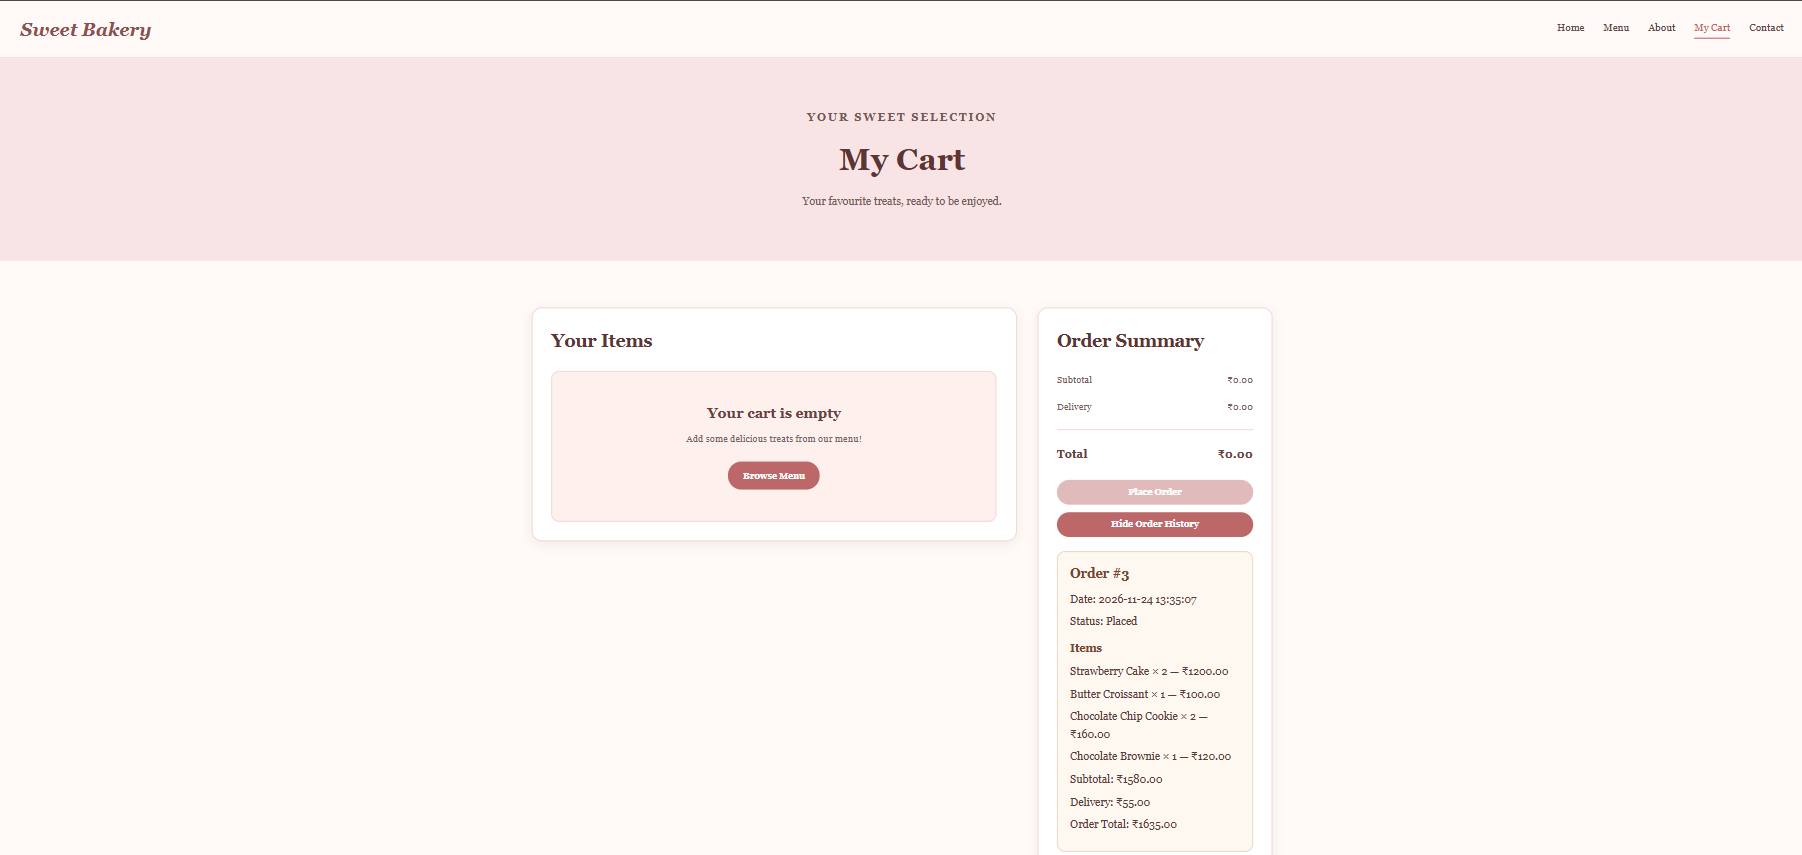 Sweet Bakery
Home Menu About My Cart Contact
YOUR SWEET SELECTION
My Cart
Your favourite treats, ready to be enjoyed.
Your Items
Your cart is empty
Add some delicious treats from our menu!
Browse Menu
Order Summary
Subtotal ₹0.00
Delivery ₹0.00
Total ₹0.00
Place Order
Hide Order History
Order #3
Date: 2026-11-24 13:35:07
Status: Placed
Items
Strawberry Cake × 2 — ₹1200.00
Butter Croissant × 1 — ₹100.00
Chocolate Chip Cookie × 2 —
₹160.00
Chocolate Brownie × 1 — ₹120.00
Subtotal: ₹1580.00
Delivery: ₹55.00
Order Total: ₹1635.00